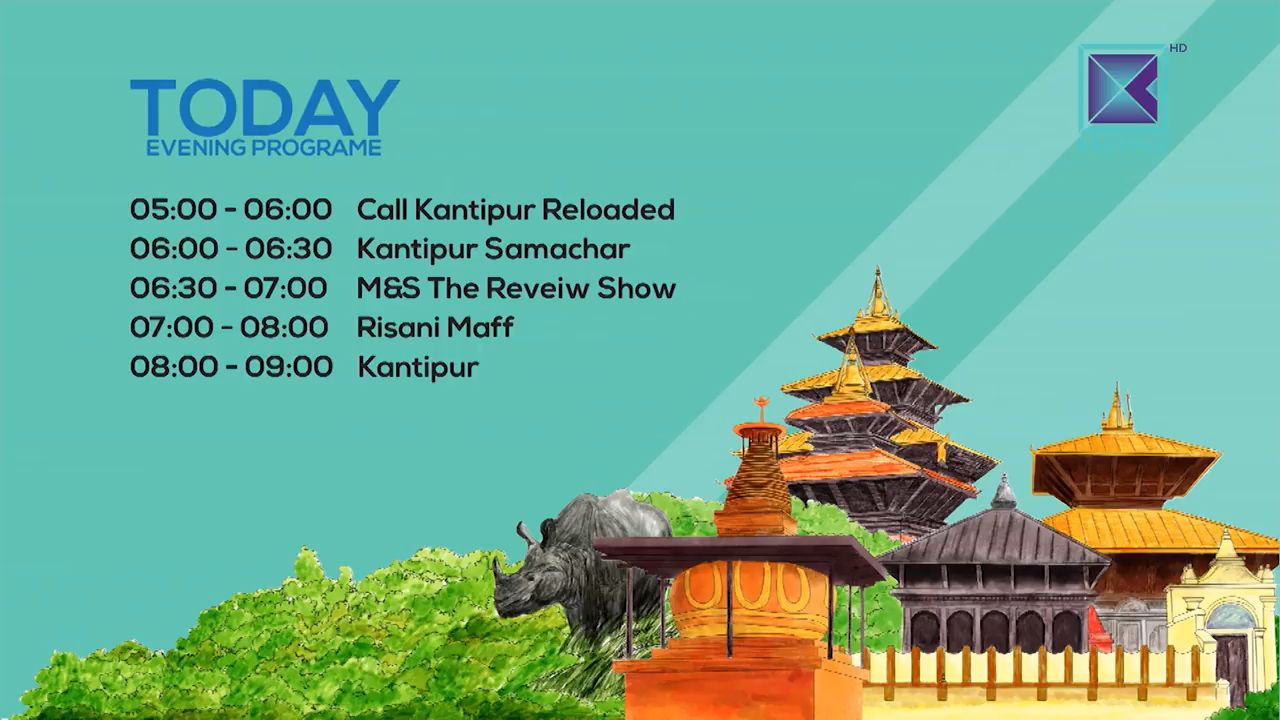 TODAY
EVENING PROGRAME
HD
05:00 - 06:00 Call Kantipur Reloaded
06:00 - 06:30 Kantipur Samachar
06:30 - 07:00 M&S The Reveiw Show
07:00 - 08:00 Risani Maff
08:00 - 09:00 Kantipur